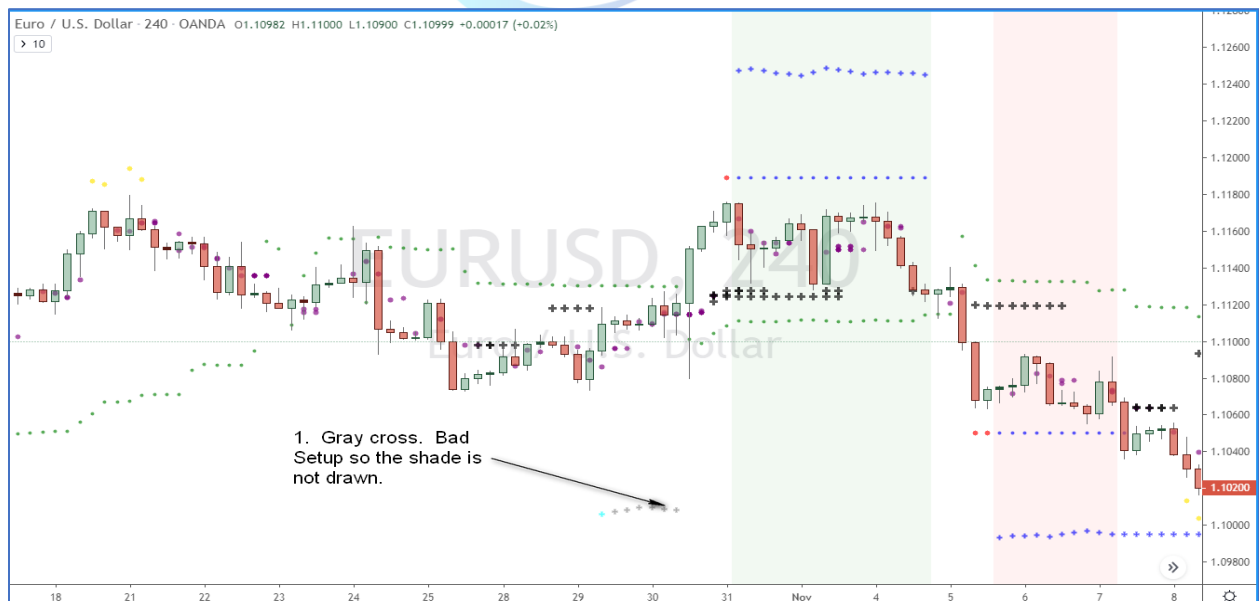 Euro / U.S. Dollar · 240 · OANDA O1.10982 H1.11000 L1.10900 C1.10999 +0.00017 (+0.02%)
> 10
EURUSD, 240
Euro / U.S. Dollar
1. Gray cross. Bad
Setup so the shade is
not drawn.
1.12600
1.12400
1.12200
1.12000
1.11800
1.11600
1.11400
1.11200
1.11000
1.10800
1.10600
1.10400
1.10200
1.10000
1.09800
»
18 21 22 23 24 25 28 29 30 31 Nov 4 5 6 7 8